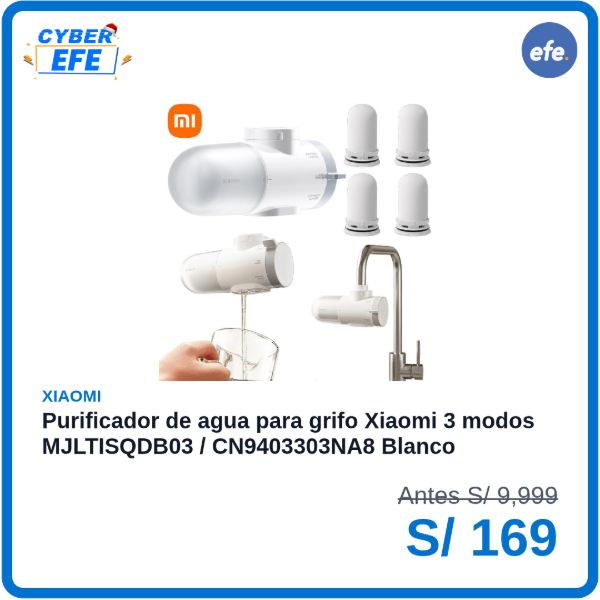 CYBER
EFE
efe.
mi
XIAOMI
Purificador de agua para grifo Xiaomi 3 modos
MJLTISQDB03 / CN9403303NA8 Blanco
Antes S/ 9,999
S/ 169